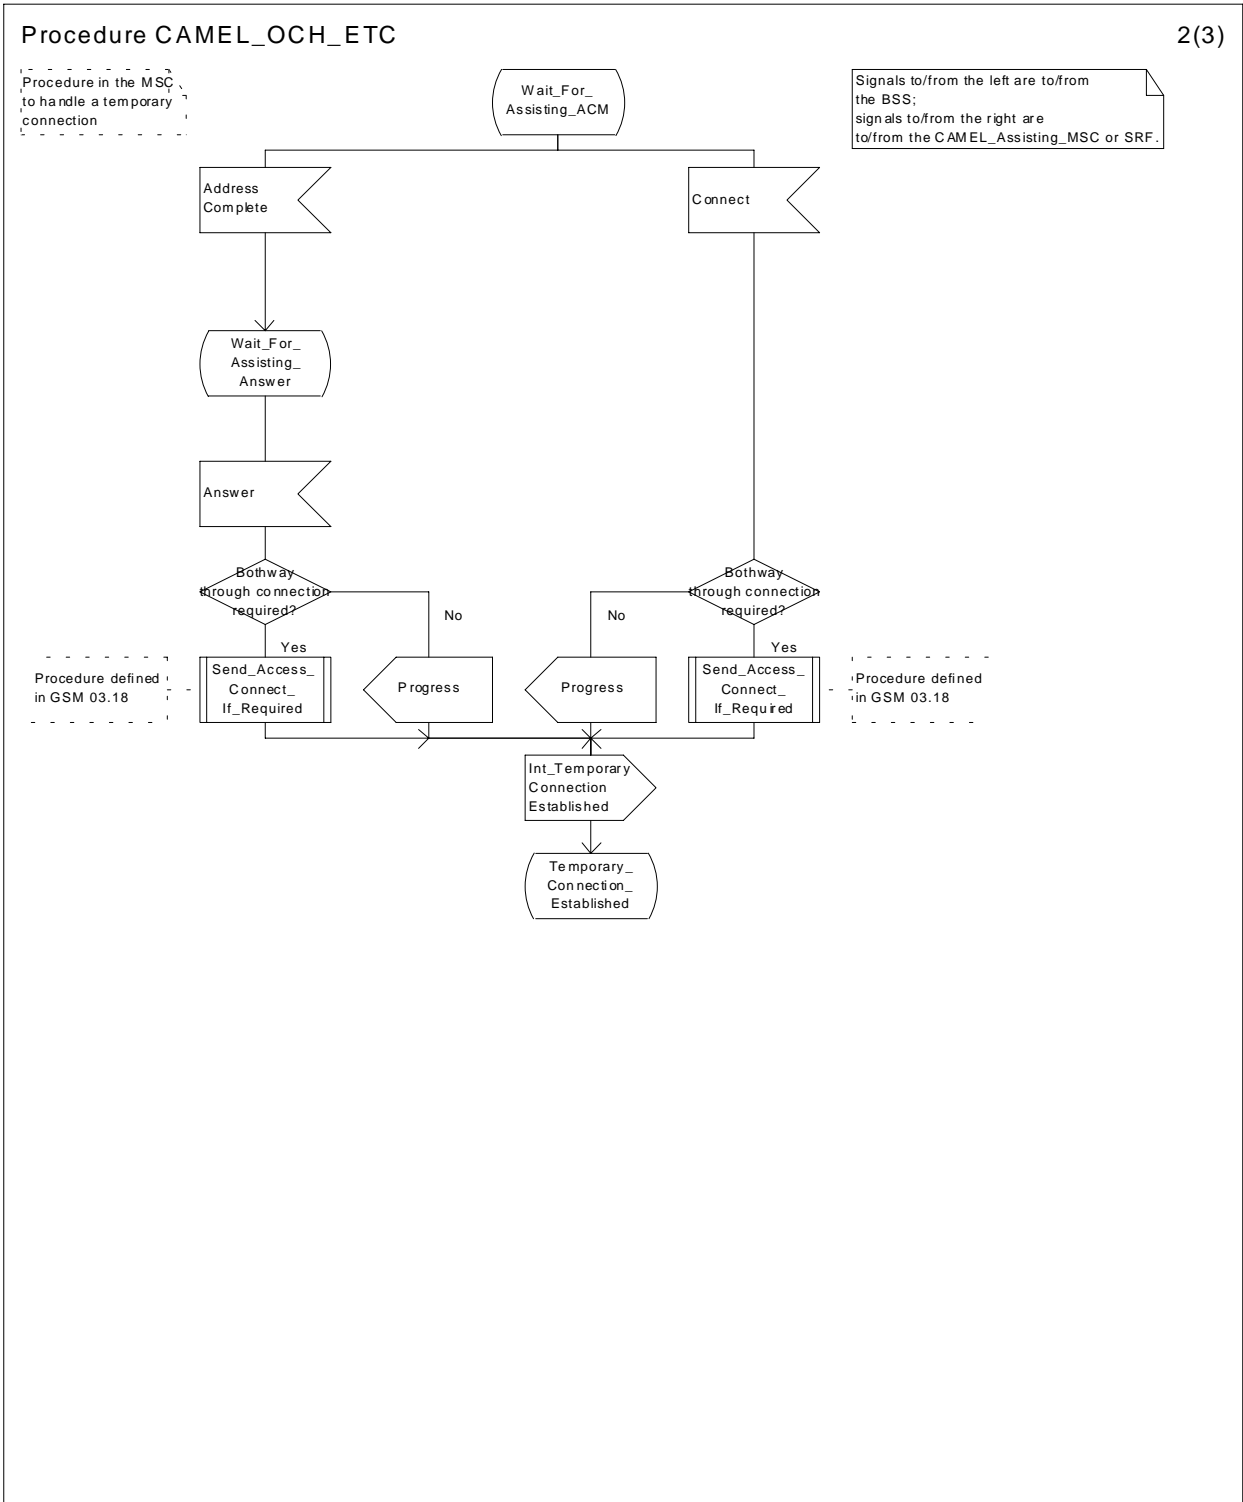 Procedure CAMEL_OCH_ETC
2(3)
Procedure in the MSC
to handle a temporary
connection
Wait_For_
Assisting_ACM
Signals to/from the left are to/from
the BSS;
signals to/from the right are
to/from the CAMEL_Assisting_MSC or SRF.
Address
Complete
Connect
Wait_For_
Assisting_
Answer
Answer
Bothway
through connection
required?
No
Yes
Bothway
through connection
required?
No
Yes
Procedure defined
in GSM 03.18
Send_Access_
Connect_
If_Required
Progress
Progress
Send_Access_
Connect_
If_Required
Procedure defined
in GSM 03.18
Int_Temporary
Connection
Established
Temporary_
Connection_
Established